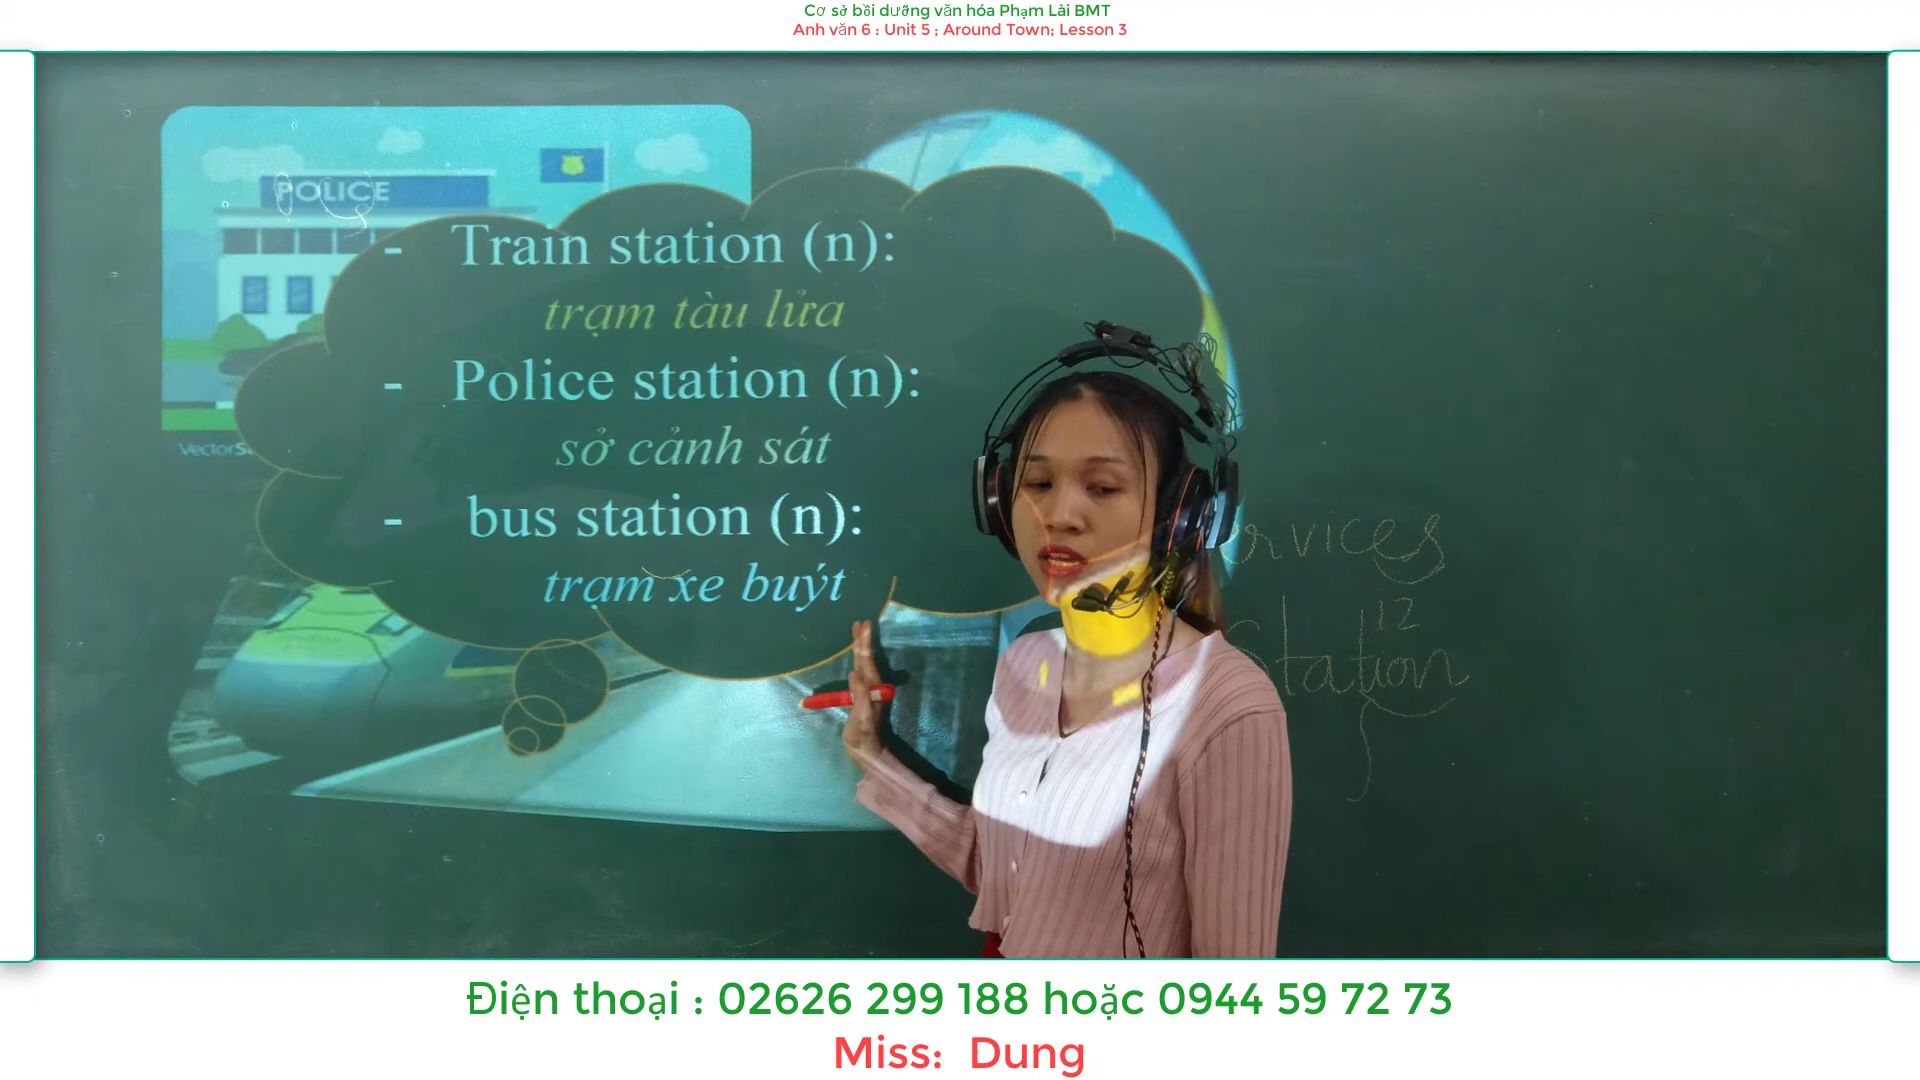 Cơ sở bồi dưỡng văn hóa Phạm Lài BMT
Anh văn 6 : Unit 5 ; Around Town; Lesson 3
POLICE
- Train station (n):
trạm tàu lửa
- Police station (n):
sở cảnh sát
- bus station (n):
trạm xe buýt
ervices
12
Station
Điện thoại : 02626 299 188 hoặc 0944 59 72 73
Miss: Dung